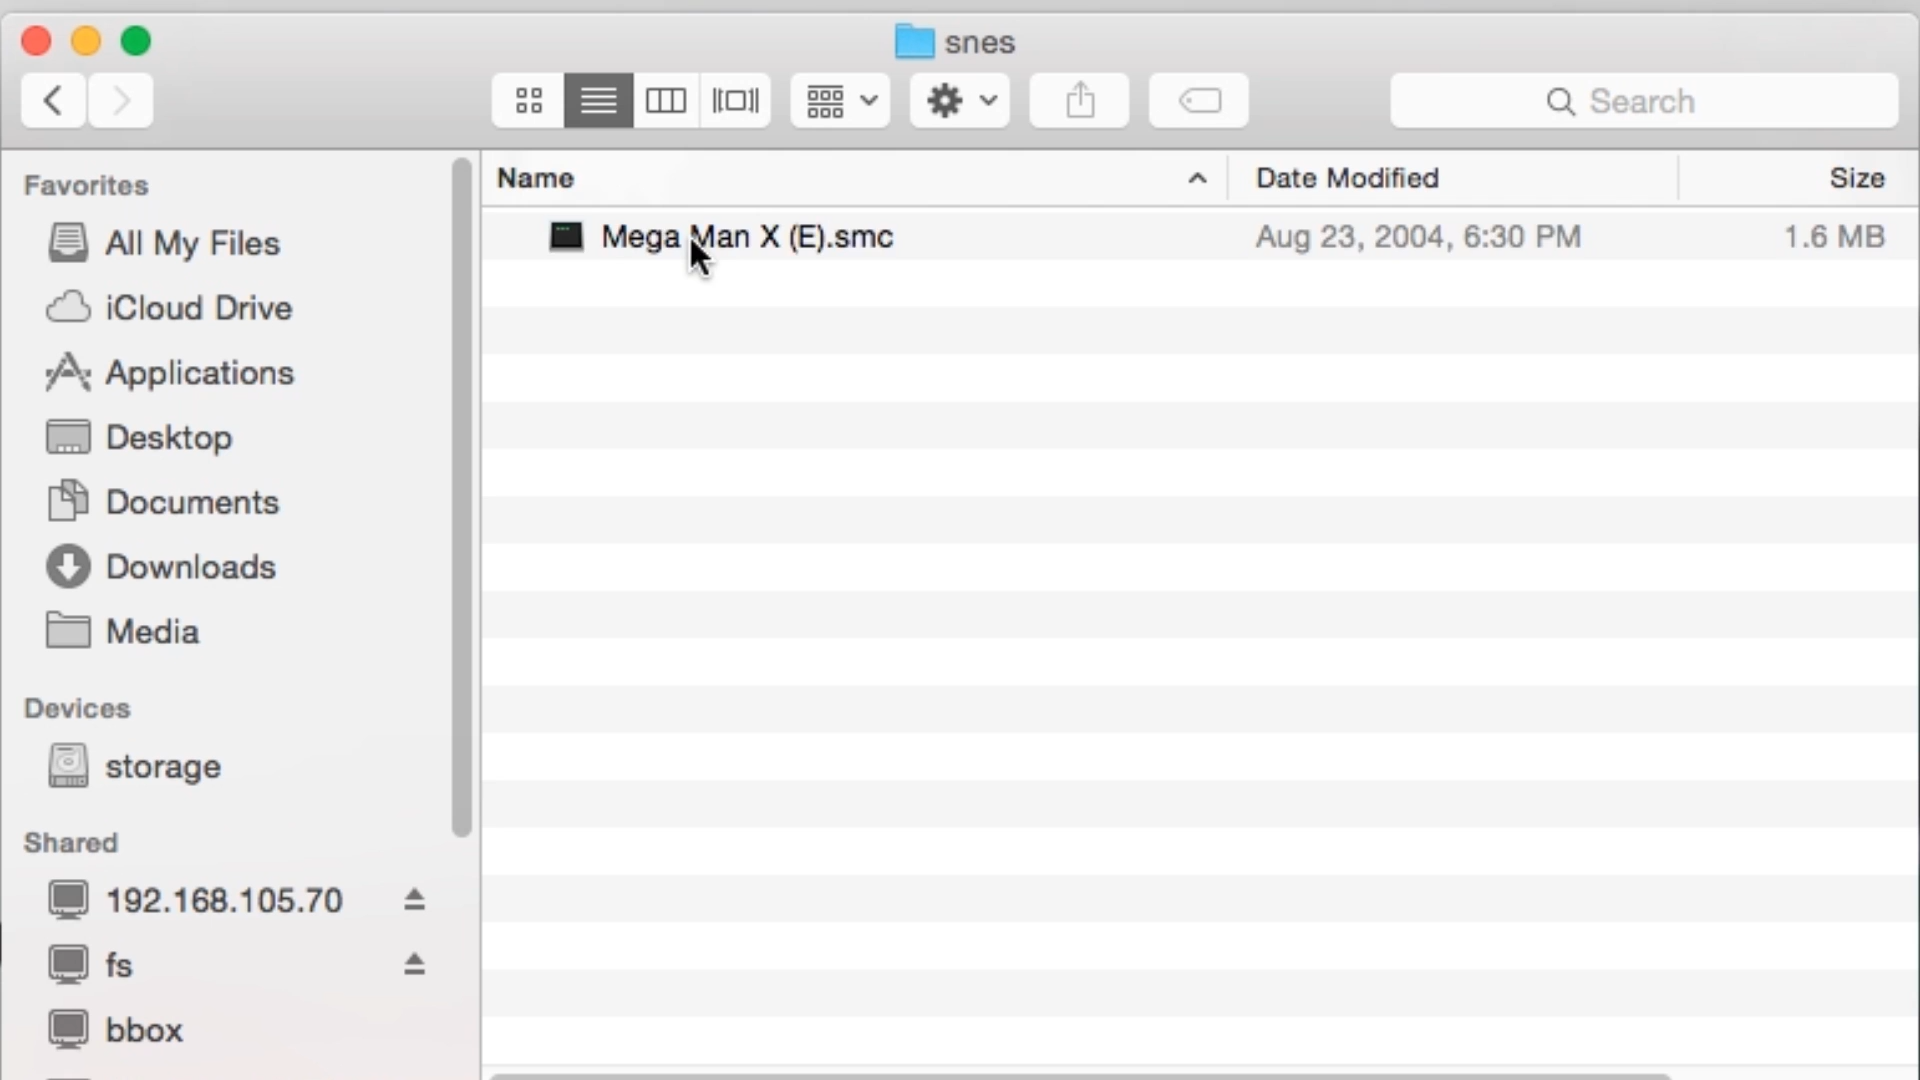 snes
Search
Favorites
All My Files
iCloud Drive
Applications
Desktop
Documents
Downloads
Media
Devices
storage
Shared
192.168.105.70
fs
bbox
Name Date Modified Size
Mega Man X (E).smc Aug 23, 2004, 6:30 PM 1.6 MB